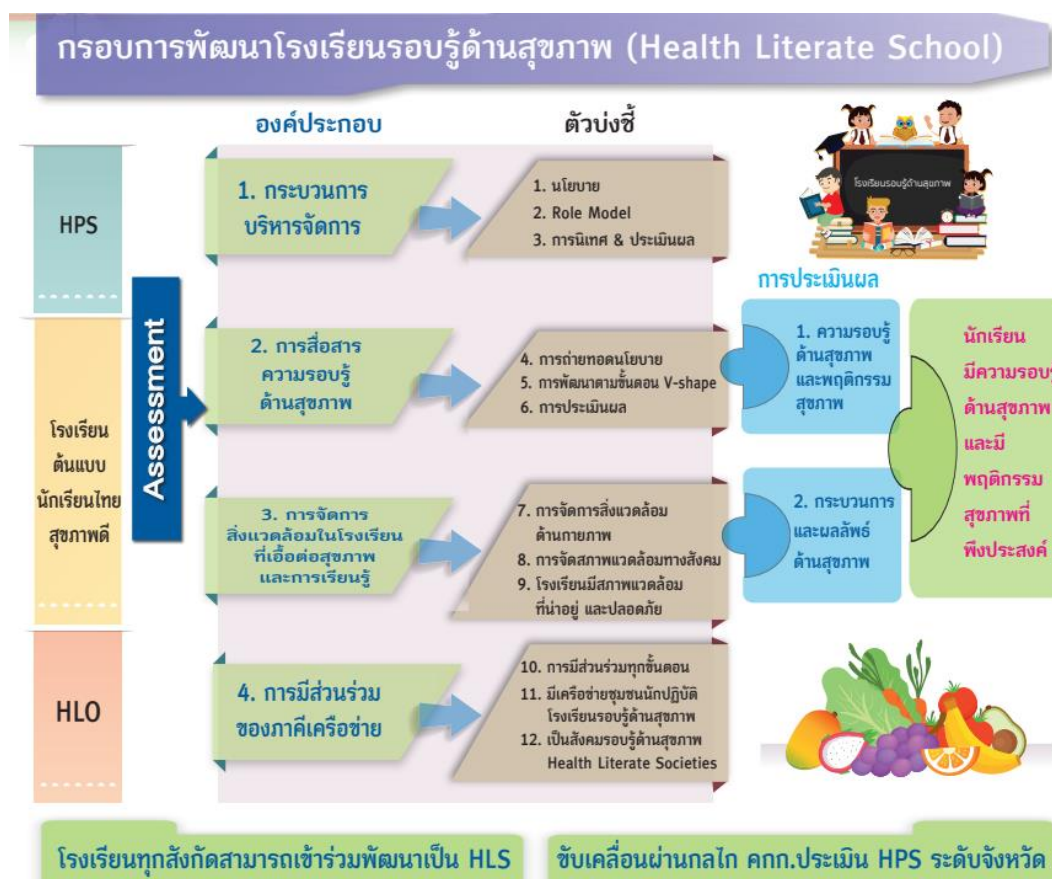 กรอบการพัฒนาโรงเรียนรอบรู้ด้านสุขภาพ (Health Literate School)
องค์ประกอบ
ตัวบ่งชี้
โรงเรียนรอบรู้ด้านสุขภาพ
HPS
1. กระบวนการ
บริหารจัดการ
1. นโยบาย
2. Role Model
3. การนิเทศ & ประเมินผล
Assessment
โรงเรียน
ต้นแบบ
นักเรียนไทย
สุขภาพดี
2. การสื่อสาร
ความรอบรู้
ด้านสุขภาพ
4. การถ่ายทอดนโยบาย
5. การพัฒนาตามขั้นตอน V-shape
6. การประเมินผล
3. การจัดการ
สิ่งแวดล้อมในโรงเรียน
ที่เอื้อต่อสุขภาพ
และการเรียนรู้
7. การจัดการสิ่งแวดล้อม
ด้านกายภาพ
8. การจัดสภาพแวดล้อมทางสังคม
9. โรงเรียนมีสภาพแวดล้อม
ที่น่าอยู่ และปลอดภัย
การประเมินผล
1. ความรอบรู้
ด้านสุขภาพ
และพฤติกรรม
สุขภาพ
2. กระบวนการ
และผลลัพธ์
ด้านสุขภาพ
นักเรียน
มีความรอบรู้
ด้านสุขภาพ
และมี
พฤติกรรม
สุขภาพที่
พึงประสงค์
HLO
4. การมีส่วนร่วม
ของภาคีเครือข่าย
10. การมีส่วนร่วมทุกขั้นตอน
11. มีเครือข่ายชุมชนนักปฏิบัติ
โรงเรียนรอบรู้ด้านสุขภาพ
12. เป็นสังคมรอบรู้ด้านสุขภาพ
Health Literate Societies
โรงเรียนทุกสังกัดสามารถเข้าร่วมพัฒนาเป็น HLS
ขับเคลื่อนผ่านกลไก คกก.ประเมิน HPS ระดับจังหวัด